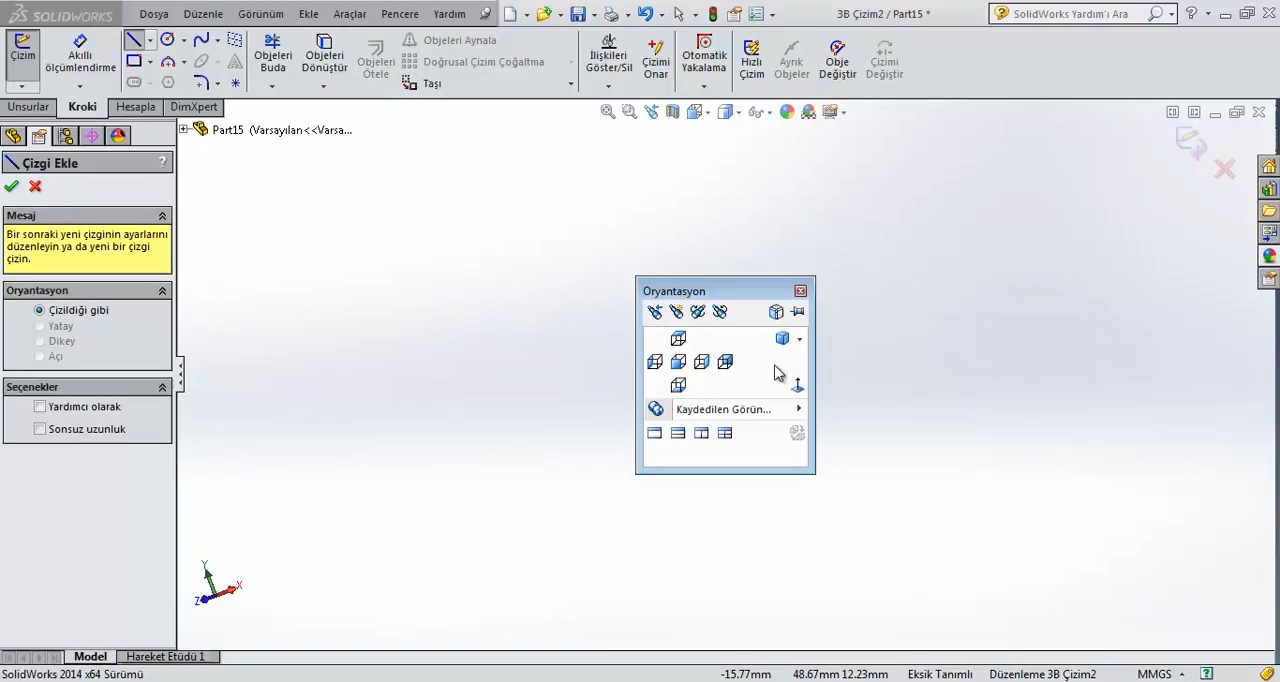 SOLIDWORKS
Dosya Düzenle Görünüm Ekle Araçlar Pencere Yardım
3B Çizim2 / Part15 *
SolidWorks Yardım'ı Ara
Çizim
Akıllı ölçümlendirme
Objeleri Buda
Objeleri Dönüştür
Objeleri Ötele
Objeleri Aynala
Doğrusal Çizim Çoğaltma
Taşı
İlişkileri Göster/Sil
Çizimi Onar
Otomatik Yakalama
Hızlı Çizim
Ayrık Objeler
Obje Değiştir
Çizimi Değiştir
Unsurlar Kroki Hesapla DimXpert
Part15 (Varsayılan<<Varsa...
Çizgi Ekle
?
Mesaj
Bir sonraki yeni çizginin ayarlarını
düzenleyin ya da yeni bir çizgi
çizin.
Oryantasyon
Çizildiği gibi
Yatay
Dikey
Açı
Seçenekler
Yardımcı olarak
Sonsuz uzunluk
Oryantasyon
Kaydedilen Görün...
Y
X
Z
Model Hareket Etüdü 1
SolidWorks 2014 x64 Sürümü
-15.77mm 48.67mm 12.23mm Eksik Tanımlı Düzenleme 3B Çizim2 MMGS ?